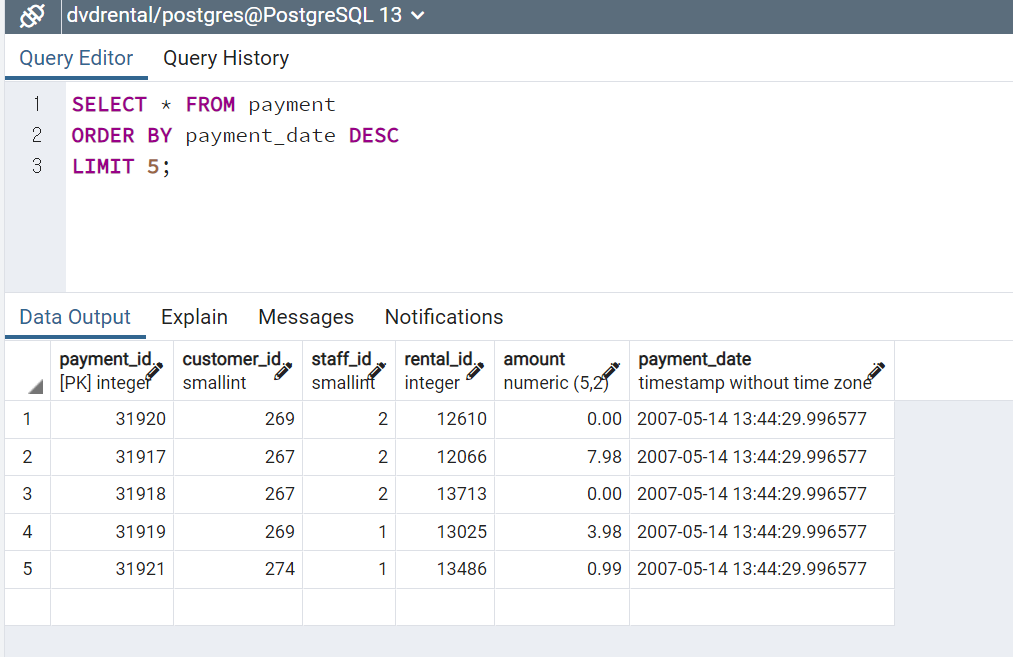 dvdrental/postgres@PostgreSQL 13
Query Editor Query History
1 SELECT * FROM payment
2 ORDER BY payment_date DESC
3 LIMIT 5;
Data Output Explain Messages Notifications
payment_id customer_id staff_id rental_id amount payment_date
[PK] integer smallint smallint integer numeric (5,2) timestamp without time zone
1 31920 269 2 12610 0.00 2007-05-14 13:44:29.996577
2 31917 267 2 12066 7.98 2007-05-14 13:44:29.996577
3 31918 267 2 13713 0.00 2007-05-14 13:44:29.996577
4 31919 269 1 13025 3.98 2007-05-14 13:44:29.996577
5 31921 274 1 13486 0.99 2007-05-14 13:44:29.996577